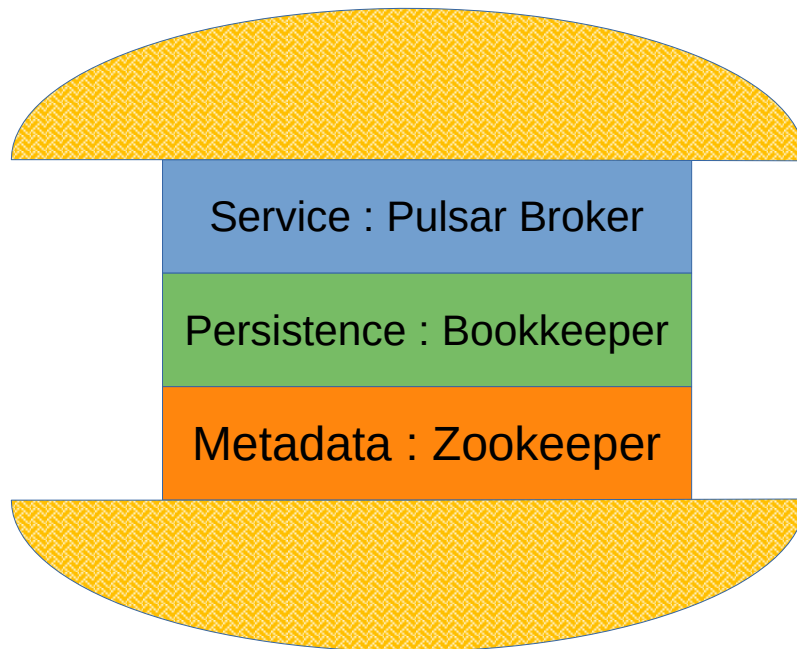 Service : Pulsar Broker
Persistence : Bookkeeper
Metadata : Zookeeper